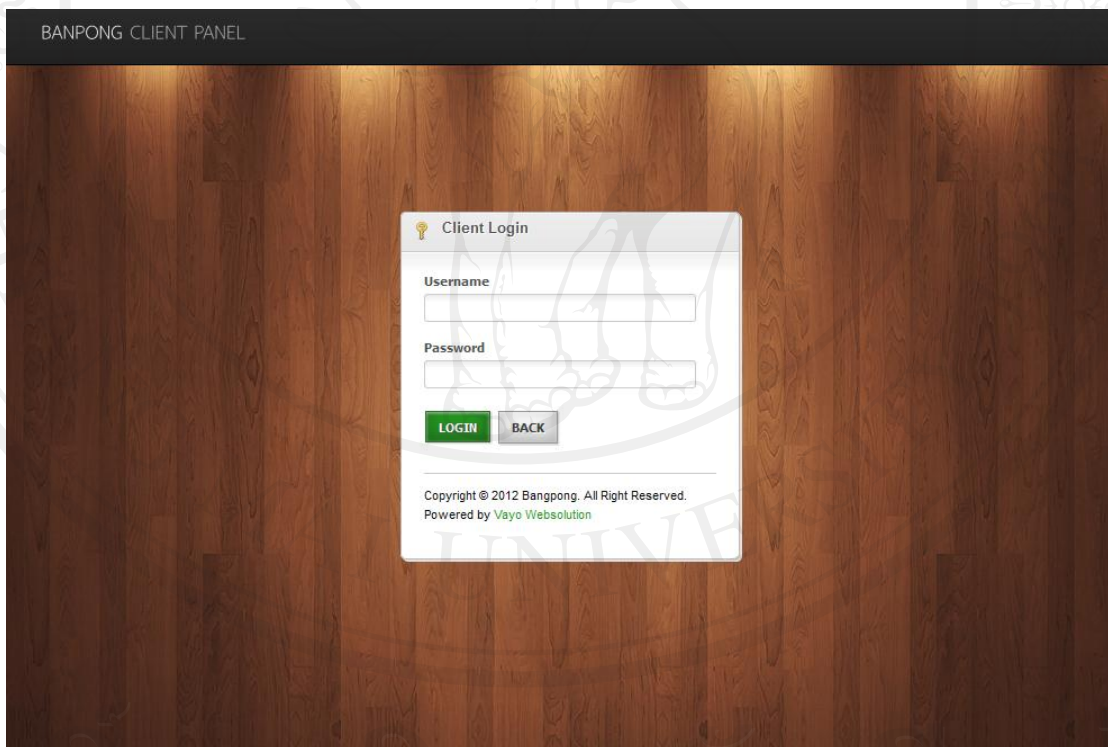 BANPONG CLIENT PANEL
Client Login
Username
Password
LOGIN BACK
Copyright © 2012 Bangpong. All Right Reserved.
Powered by Vayo Websolution
UNIVERS